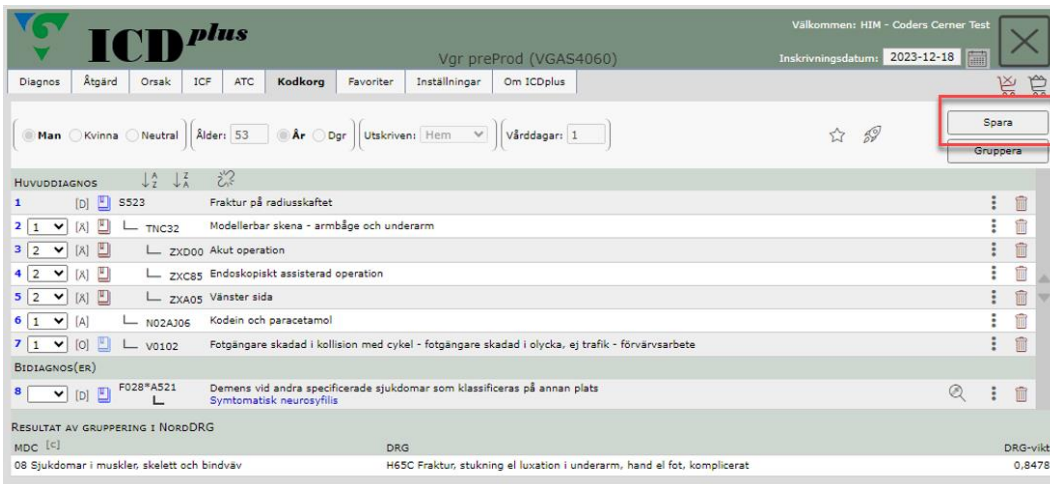 ICD plus
Vgr preProd (VGAS4060)
Välkommen: HIM - Coders Cerner Test
Inskrivningsdatum: 2023-12-18
Diagnos Åtgärd Orsak ICF ATC Kodkorg Favoriter Inställningar Om ICDplus
Man Kvinna Neutral Ålder: 53 År Dgr Utskriven: Hem Vårddagar: 1
Spara
Gruppera
HUVUDDIAGNOS
1 [D] S523 Fraktur på radiusskaftet
2 1 [Å] TNC32 Modellerbar skena - armbåge och underarm
3 2 [Å] ZXD00 Akut operation
4 2 [Å] ZXC85 Endoskopiskt assisterad operation
5 2 [Å] ZXA05 Vänster sida
6 1 [A] N02AJ06 Kodein och paracetamol
7 1 [O] V0102 Fotgängare skadad i kollision med cykel - fotgängare skadad i olycka, ej trafik - förvärvsarbete
BIDIAGNOS(ER)
8 [D] F028*A521 Demens vid andra specificerade sjukdomar som klassificeras på annan plats
Symtomatisk neurosyfilis
RESULTAT AV GRUPPERING I NORDDRG
MDC [C] DRG DRG-vikt
08 Sjukdomar i muskler, skelett och bindväv H65C Fraktur, stukning el luxation i underarm, hand el fot, komplicerat 0,8478